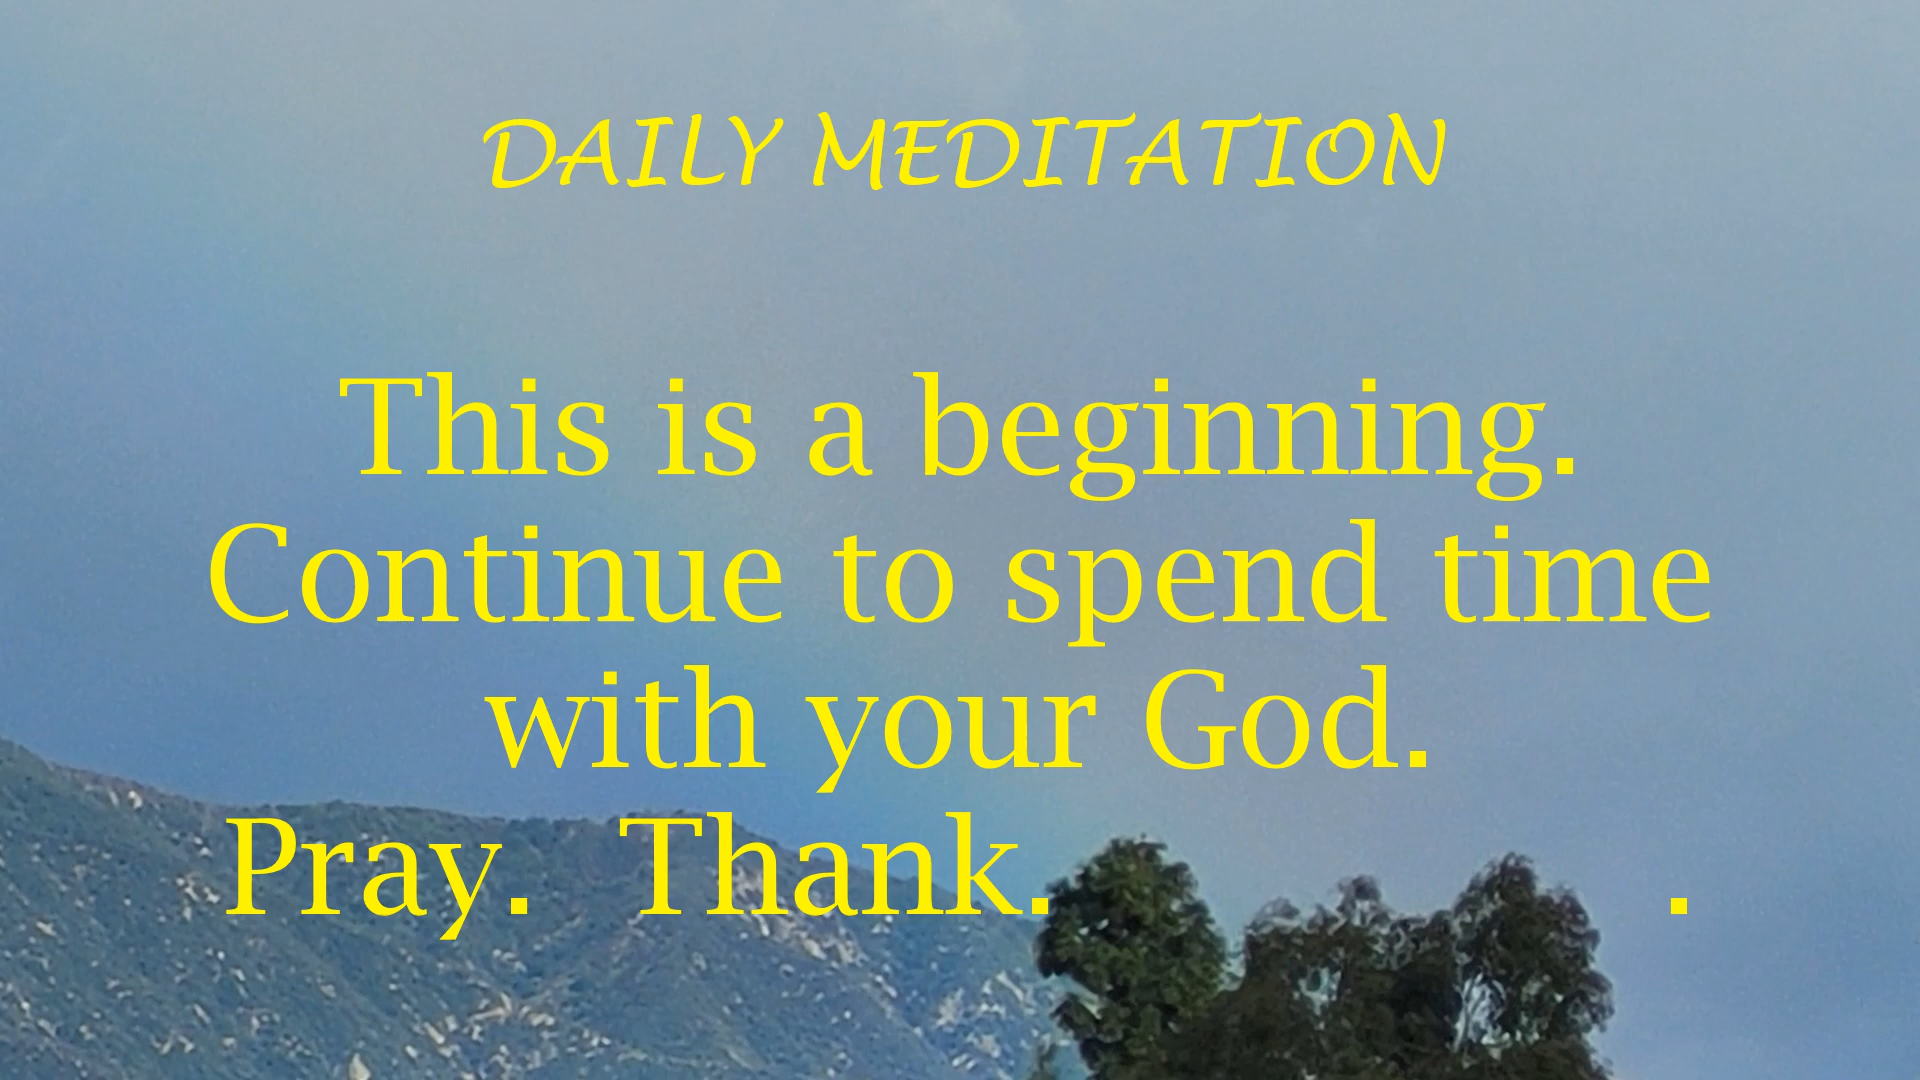 DAILY MEDITATION
This is a beginning.
Continue to spend time
with your God.
Pray. Thank. .